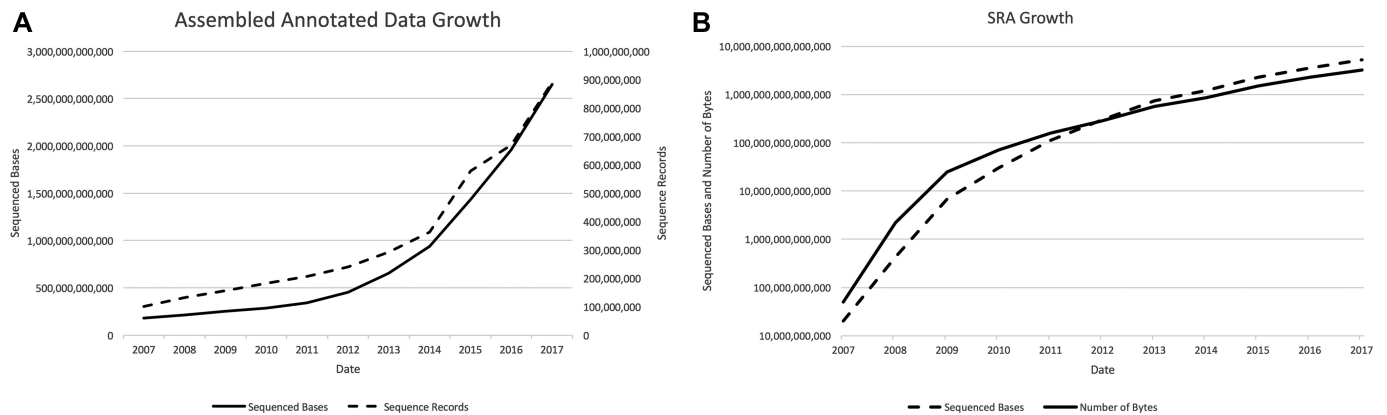 A
Assembled Annotated Data Growth
3,000,000,000,000
2,500,000,000,000
2,000,000,000,000
1,500,000,000,000
1,000,000,000,000
500,000,000,000
0
Sequenced Bases
1,000,000,000
900,000,000
800,000,000
700,000,000
600,000,000
500,000,000
400,000,000
300,000,000
200,000,000
100,000,000
0
Sequence Records
2007 2008 2009 2010 2011 2012 2013 2014 2015 2016 2017
Date
Sequenced Bases Sequence Records
B
SRA Growth
10,000,000,000,000,000
1,000,000,000,000,000
100,000,000,000,000
10,000,000,000,000
1,000,000,000,000
100,000,000,000
10,000,000,000
Sequenced Bases and Number of Bytes
2007 2008 2009 2010 2011 2012 2013 2014 2015 2016 2017
Date
Sequenced Bases Number of Bytes